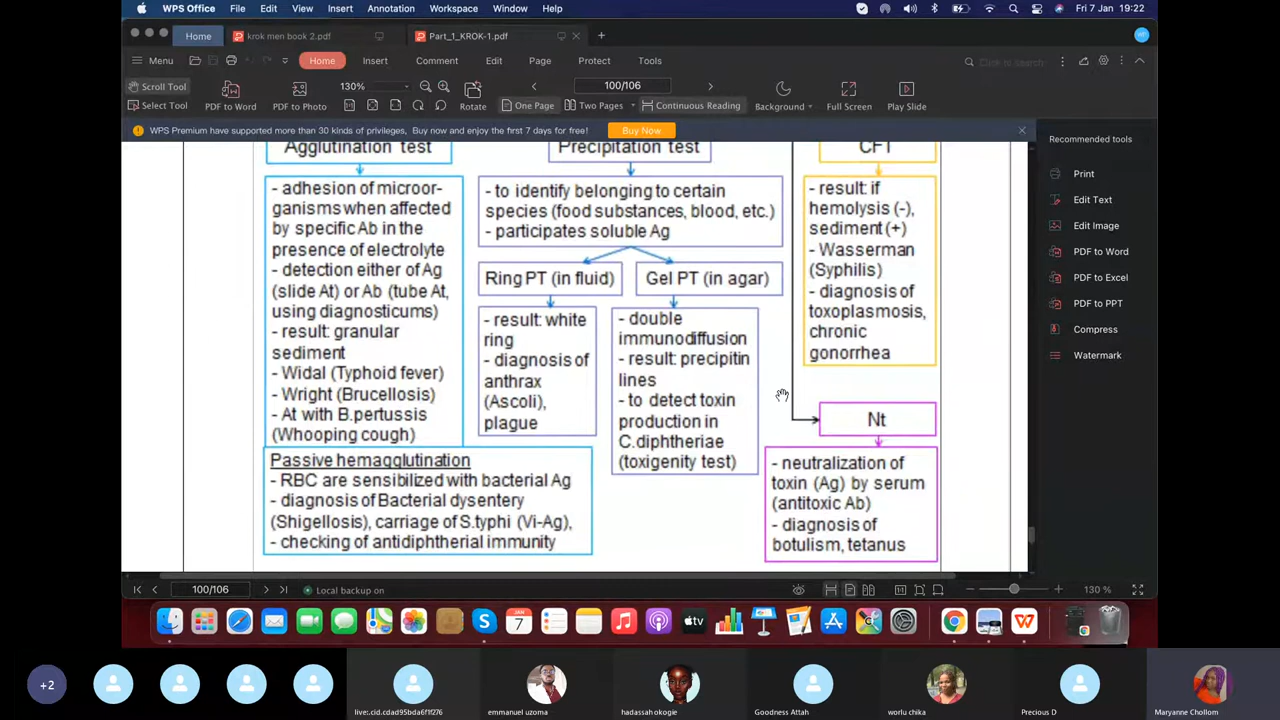 WPS Office File Edit View Insert Annotation Workspace Window Help
Fri 7 Jan 19:22
Home
krok men book 2.pdf
Part_1_KROK-1.pdf
Menu
Home
Insert
Comment
Edit
Page
Protect
Tools
Click to search
Scroll Tool
Select Tool
PDF to Word
PDF to Photo
130%
Rotate
100/106
One Page
Two Pages
Continuous Reading
Background
Full Screen
Play Slide
WPS Premium have supported more than 30 kinds of privileges, Buy now and enjoy the first 7 days for free!
Buy Now
Recommended tools
Print
Edit Text
Edit Image
PDF to Word
PDF to Excel
PDF to PPT
Compress
Watermark
Agglutination test
- adhesion of microor-
ganisms when affected
by specific Ab in the
presence of electrolyte
- detection either of Ag
(slide At) or Ab (tube At,
using diagnosticums)
- result: granular
sediment
- Widal (Typhoid fever)
- Wright (Brucellosis)
- At with B.pertussis
(Whooping cough)
Passive hemagglutination
- RBC are sensibilized with bacterial Ag
- diagnosis of Bacterial dysentery
(Shigellosis), carriage of S.typhi (Vi-Ag),
- checking of antidiphtherial immunity
Precipitation test
- to identify belonging to certain
species (food substances, blood, etc.)
- participates soluble Ag
Ring PT (in fluid)
- result: white
ring
- diagnosis of
anthrax
(Ascoli),
plague
Gel PT (in agar)
- double
immunodiffusion
- result: precipitin
lines
- to detect toxin
production in
C.diphtheriae
(toxigenity test)
CFT
- result: if
hemolysis (-),
sediment (+)
- Wasserman
(Syphilis)
- diagnosis of
toxoplasmosis,
chronic
gonorrhea
Nt
- neutralization of
toxin (Ag) by serum
(antitoxic Ab)
- diagnosis of
botulism, tetanus
100/106
Local backup on
130 %
JAN
7
tv
+2
live:.cid.cdad95bda6f1f276
emmanuel uzoma
hadassah okogie
Goodness Attah
worlu chika
Precious D
Maryanne Chollom